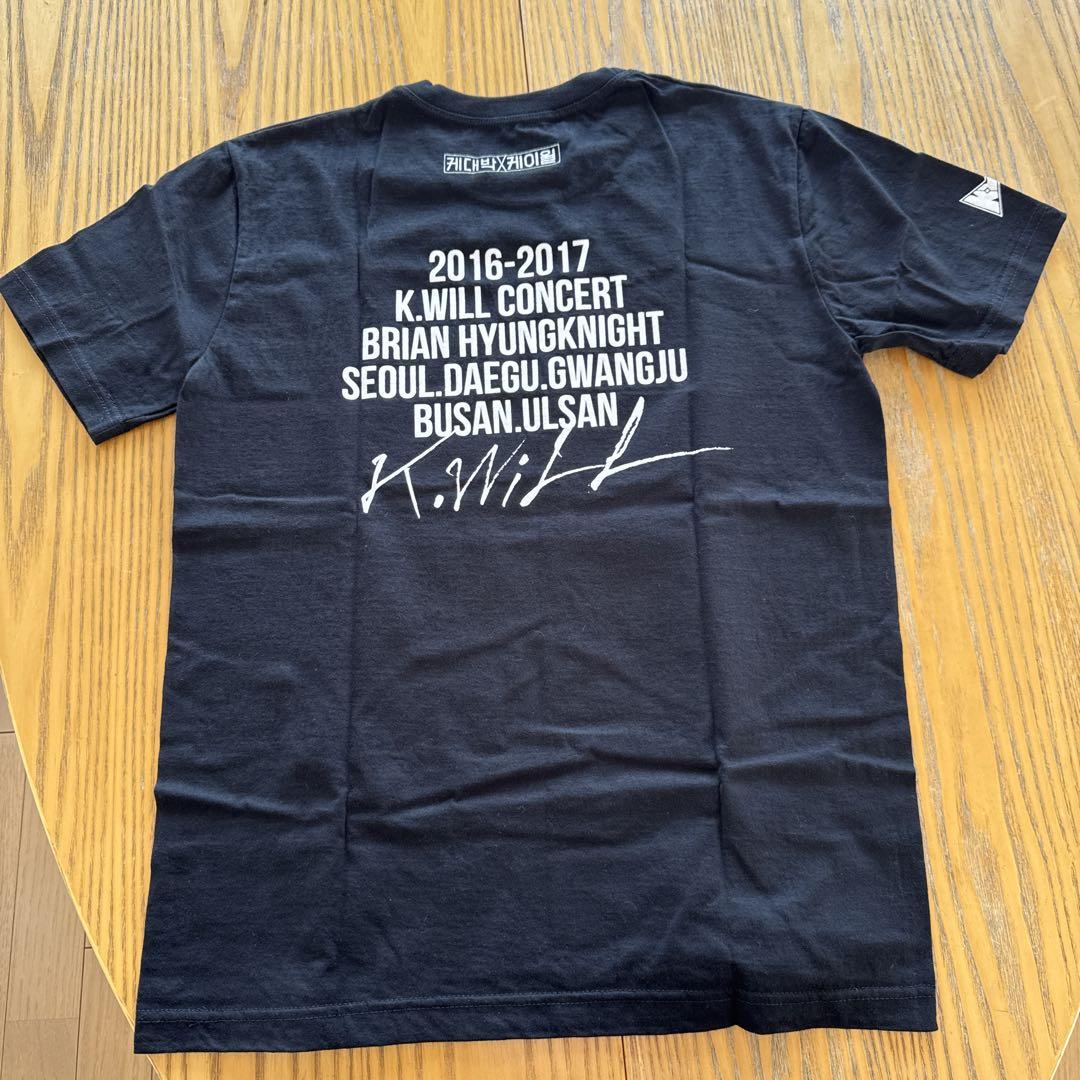 케대박X케이윌
2016-2017
K.WILL CONCERT
BRIAN HYUNGKNIGHT
SEOUL.DAEGU.GWANGJU
BUSAN.ULSAN
K.WiLL